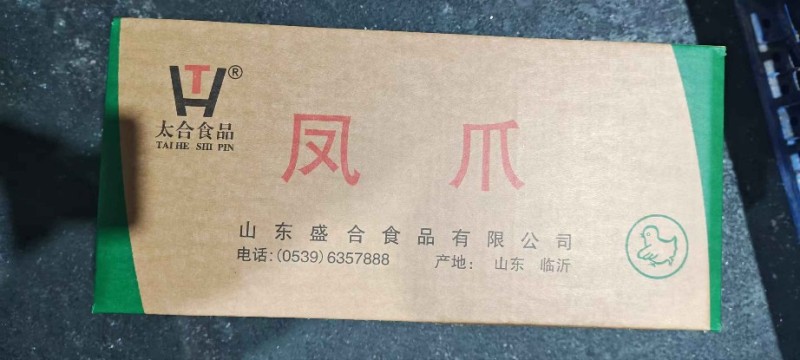 TH®
太合食品
TAI HE SHI PIN
凤爪
山东盛合食品有限公司
电话:(0539)6357888 产地: 山东 临沂